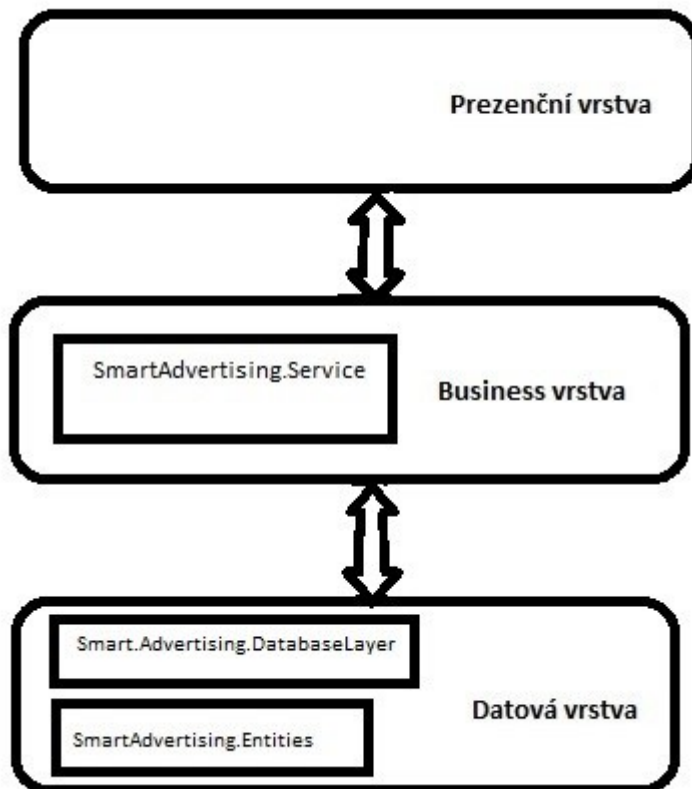 Prezenční vrstva
SmartAdvertising.Service
Business vrstva
Smart.Advertising.DatabaseLayer
Datová vrstva
SmartAdvertising.Entities